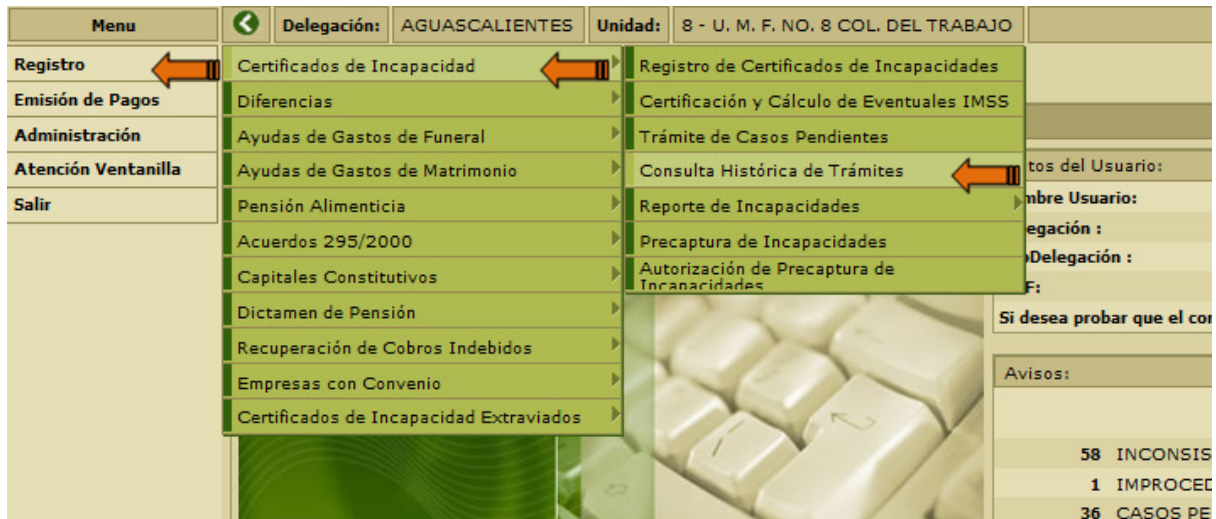 Menu
Delegación: AGUASCALIENTES Unidad: 8 - U. M. F. NO. 8 COL. DEL TRABAJO
Registro
Emisión de Pagos
Administración
Atención Ventanilla
Salir
Certificados de Incapacidad
Diferencias
Ayudas de Gastos de Funeral
Ayudas de Gastos de Matrimonio
Pensión Alimenticia
Acuerdos 295/2000
Capitales Constitutivos
Dictamen de Pensión
Recuperación de Cobros Indebidos
Empresas con Convenio
Certificados de Incapacidad Extraviados
Registro de Certificados de Incapacidades
Certificación y Cálculo de Eventuales IMSS
Trámite de Casos Pendientes
Consulta Histórica de Trámites
Reporte de Incapacidades
Precaptura de Incapacidades
Autorización de Precaptura de
Incapacidades
tos del Usuario:
mbre Usuario:
egación :
Delegación :
F:
Si desea probar que el con
Avisos:
58 INCONSIS
1 IMPROCED
36 CASOS PE